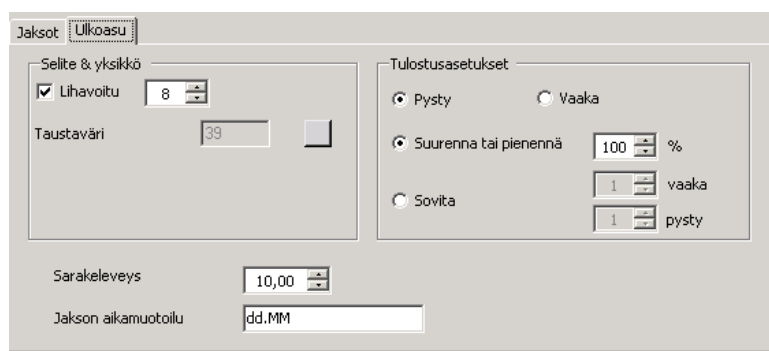 Jaksot Ulkoasu
Selite & yksikkö
Lihavoitu 8
Taustaväri 39
Tulostusasetukset
Pysty Vaaka
Suurenna tai pienennä 100 %
Sovita
1 vaaka
1 pysty
Sarakeleveys 10,00
Jakson aikamuotoilu dd.MM